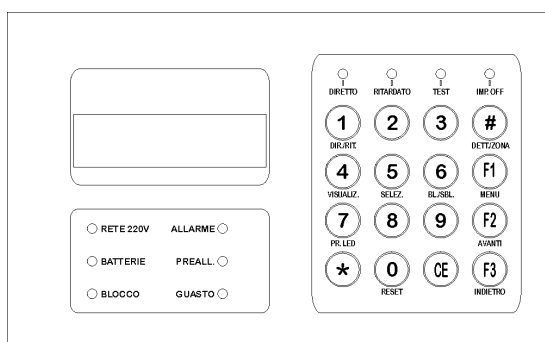 DIRETTO RITARDATO TEST IMP. OFF
1 2 3 #
DIR./RIT. DETT/ZONA
4 5 6 F1
VISUALIZ. SELEZ. BL./SBL. MENU
7 8 9 F2
PR. LED AVANTI
* 0 CE F3
RESET INDIETRO
RETE 220V ALLARME
BATTERIE PREALL.
BLOCCO GUASTO